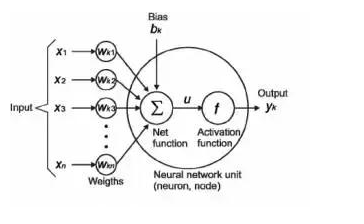 Bias
bk
x1 Wk1
x2 Wk2
Input x3 Wk3
Σ u f
Output
yk
Net
function
Activation
function
xn Wkn
Weigths
Neural network unit
(neuron, node)